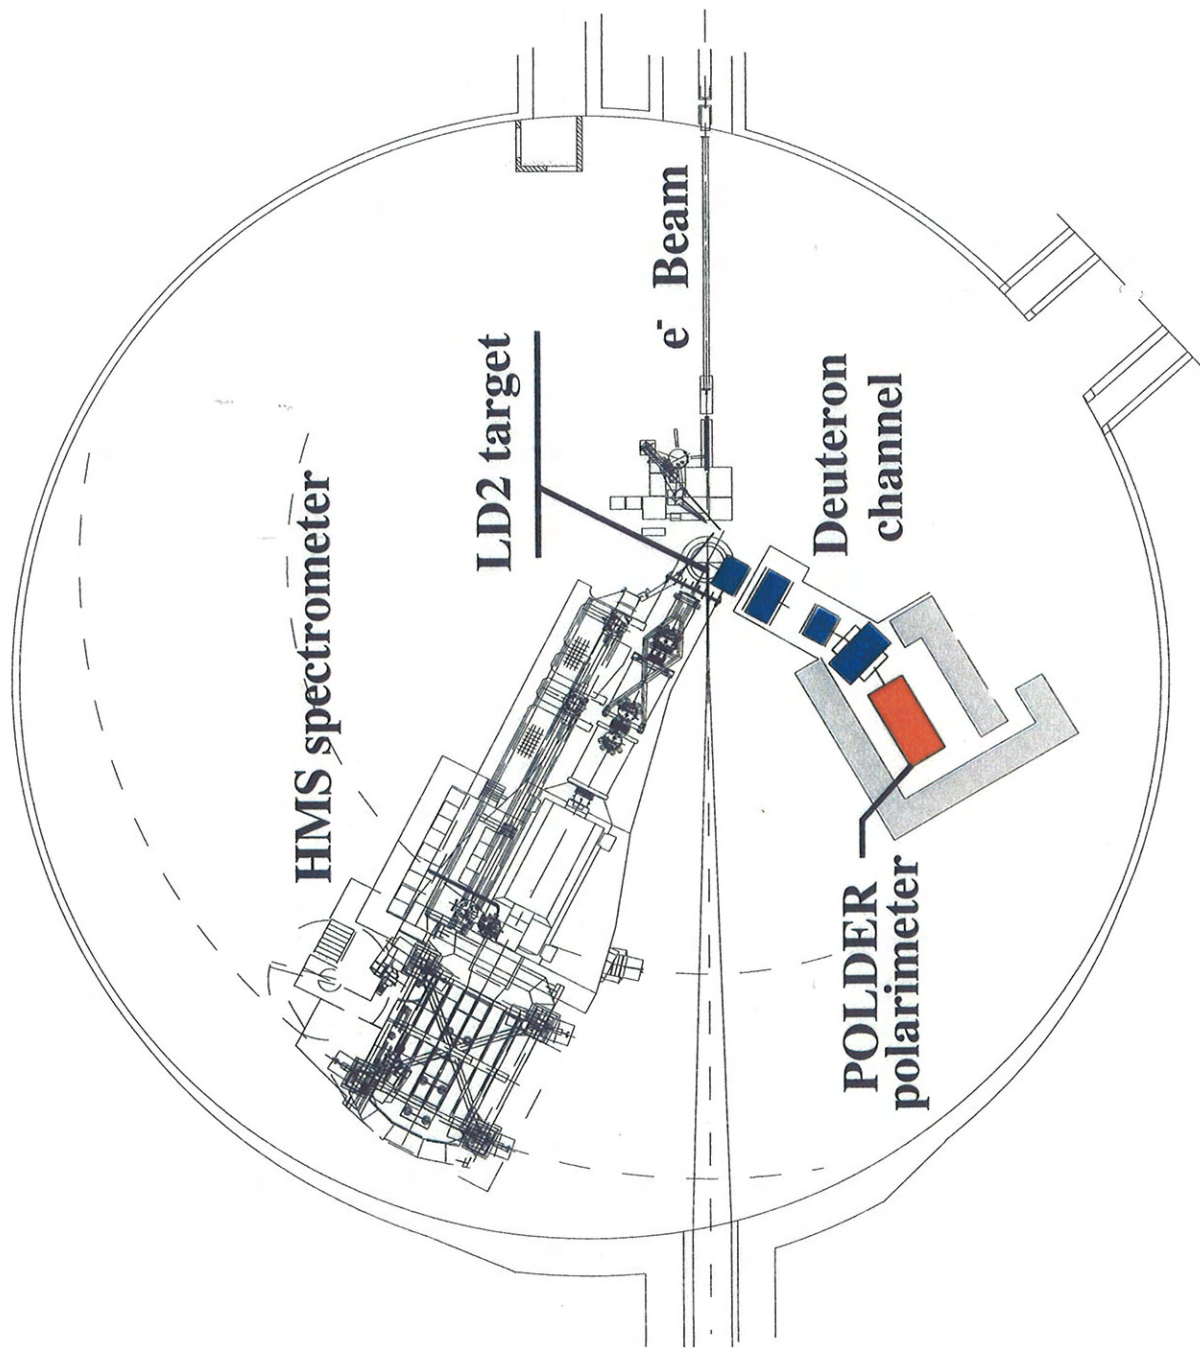 HMS spectrometer
LD2 target
e⁻ Beam
Deuteron
channel
POLDER
polarimeter